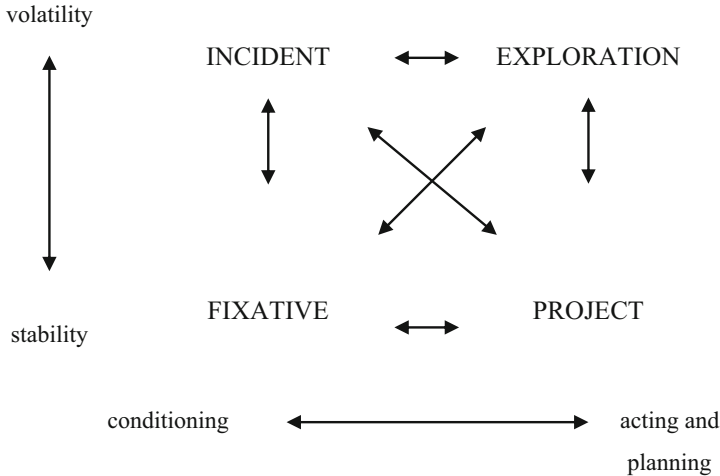 volatility
INCIDENT EXPLORATION
FIXATIVE PROJECT
stability
conditioning acting and
planning